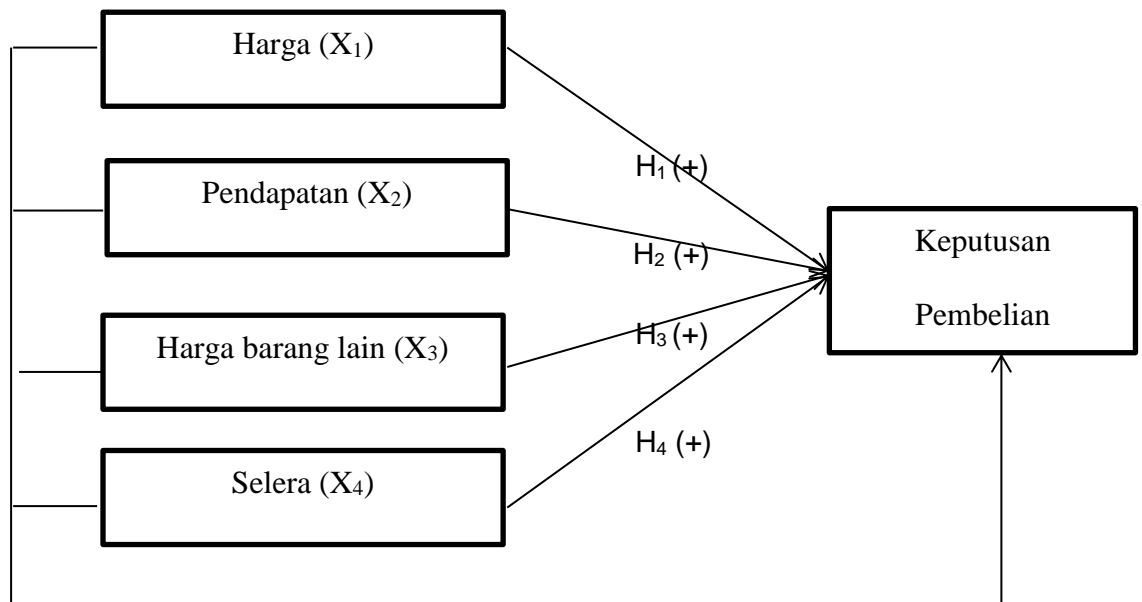 Harga (X₁)
H₁ (+)
Pendapatan (X₂)
H₂ (+)
Keputusan
Pembelian
Harga barang lain (X₃)
H₃ (+)
Selera (X₄)
H₄ (+)